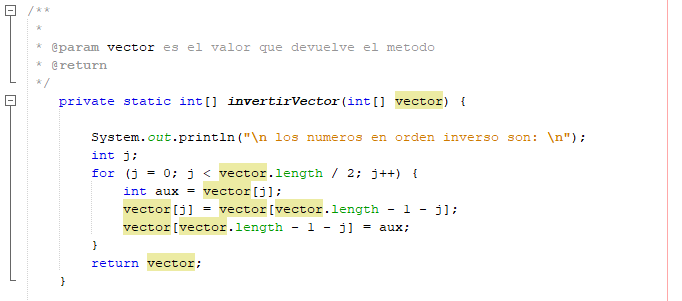 /**
 *
 * @param vector es el valor que devuelve el metodo
 * @return
 */
    private static int[] invertirVector(int[] vector) {
        System.out.println("\n los numeros en orden inverso son: \n");
        int j;
        for (j = 0; j < vector.length / 2; j++) {
            int aux = vector[j];
            vector[j] = vector[vector.length - 1 - j];
            vector[vector.length - 1 - j] = aux;
        }
        return vector;
    }